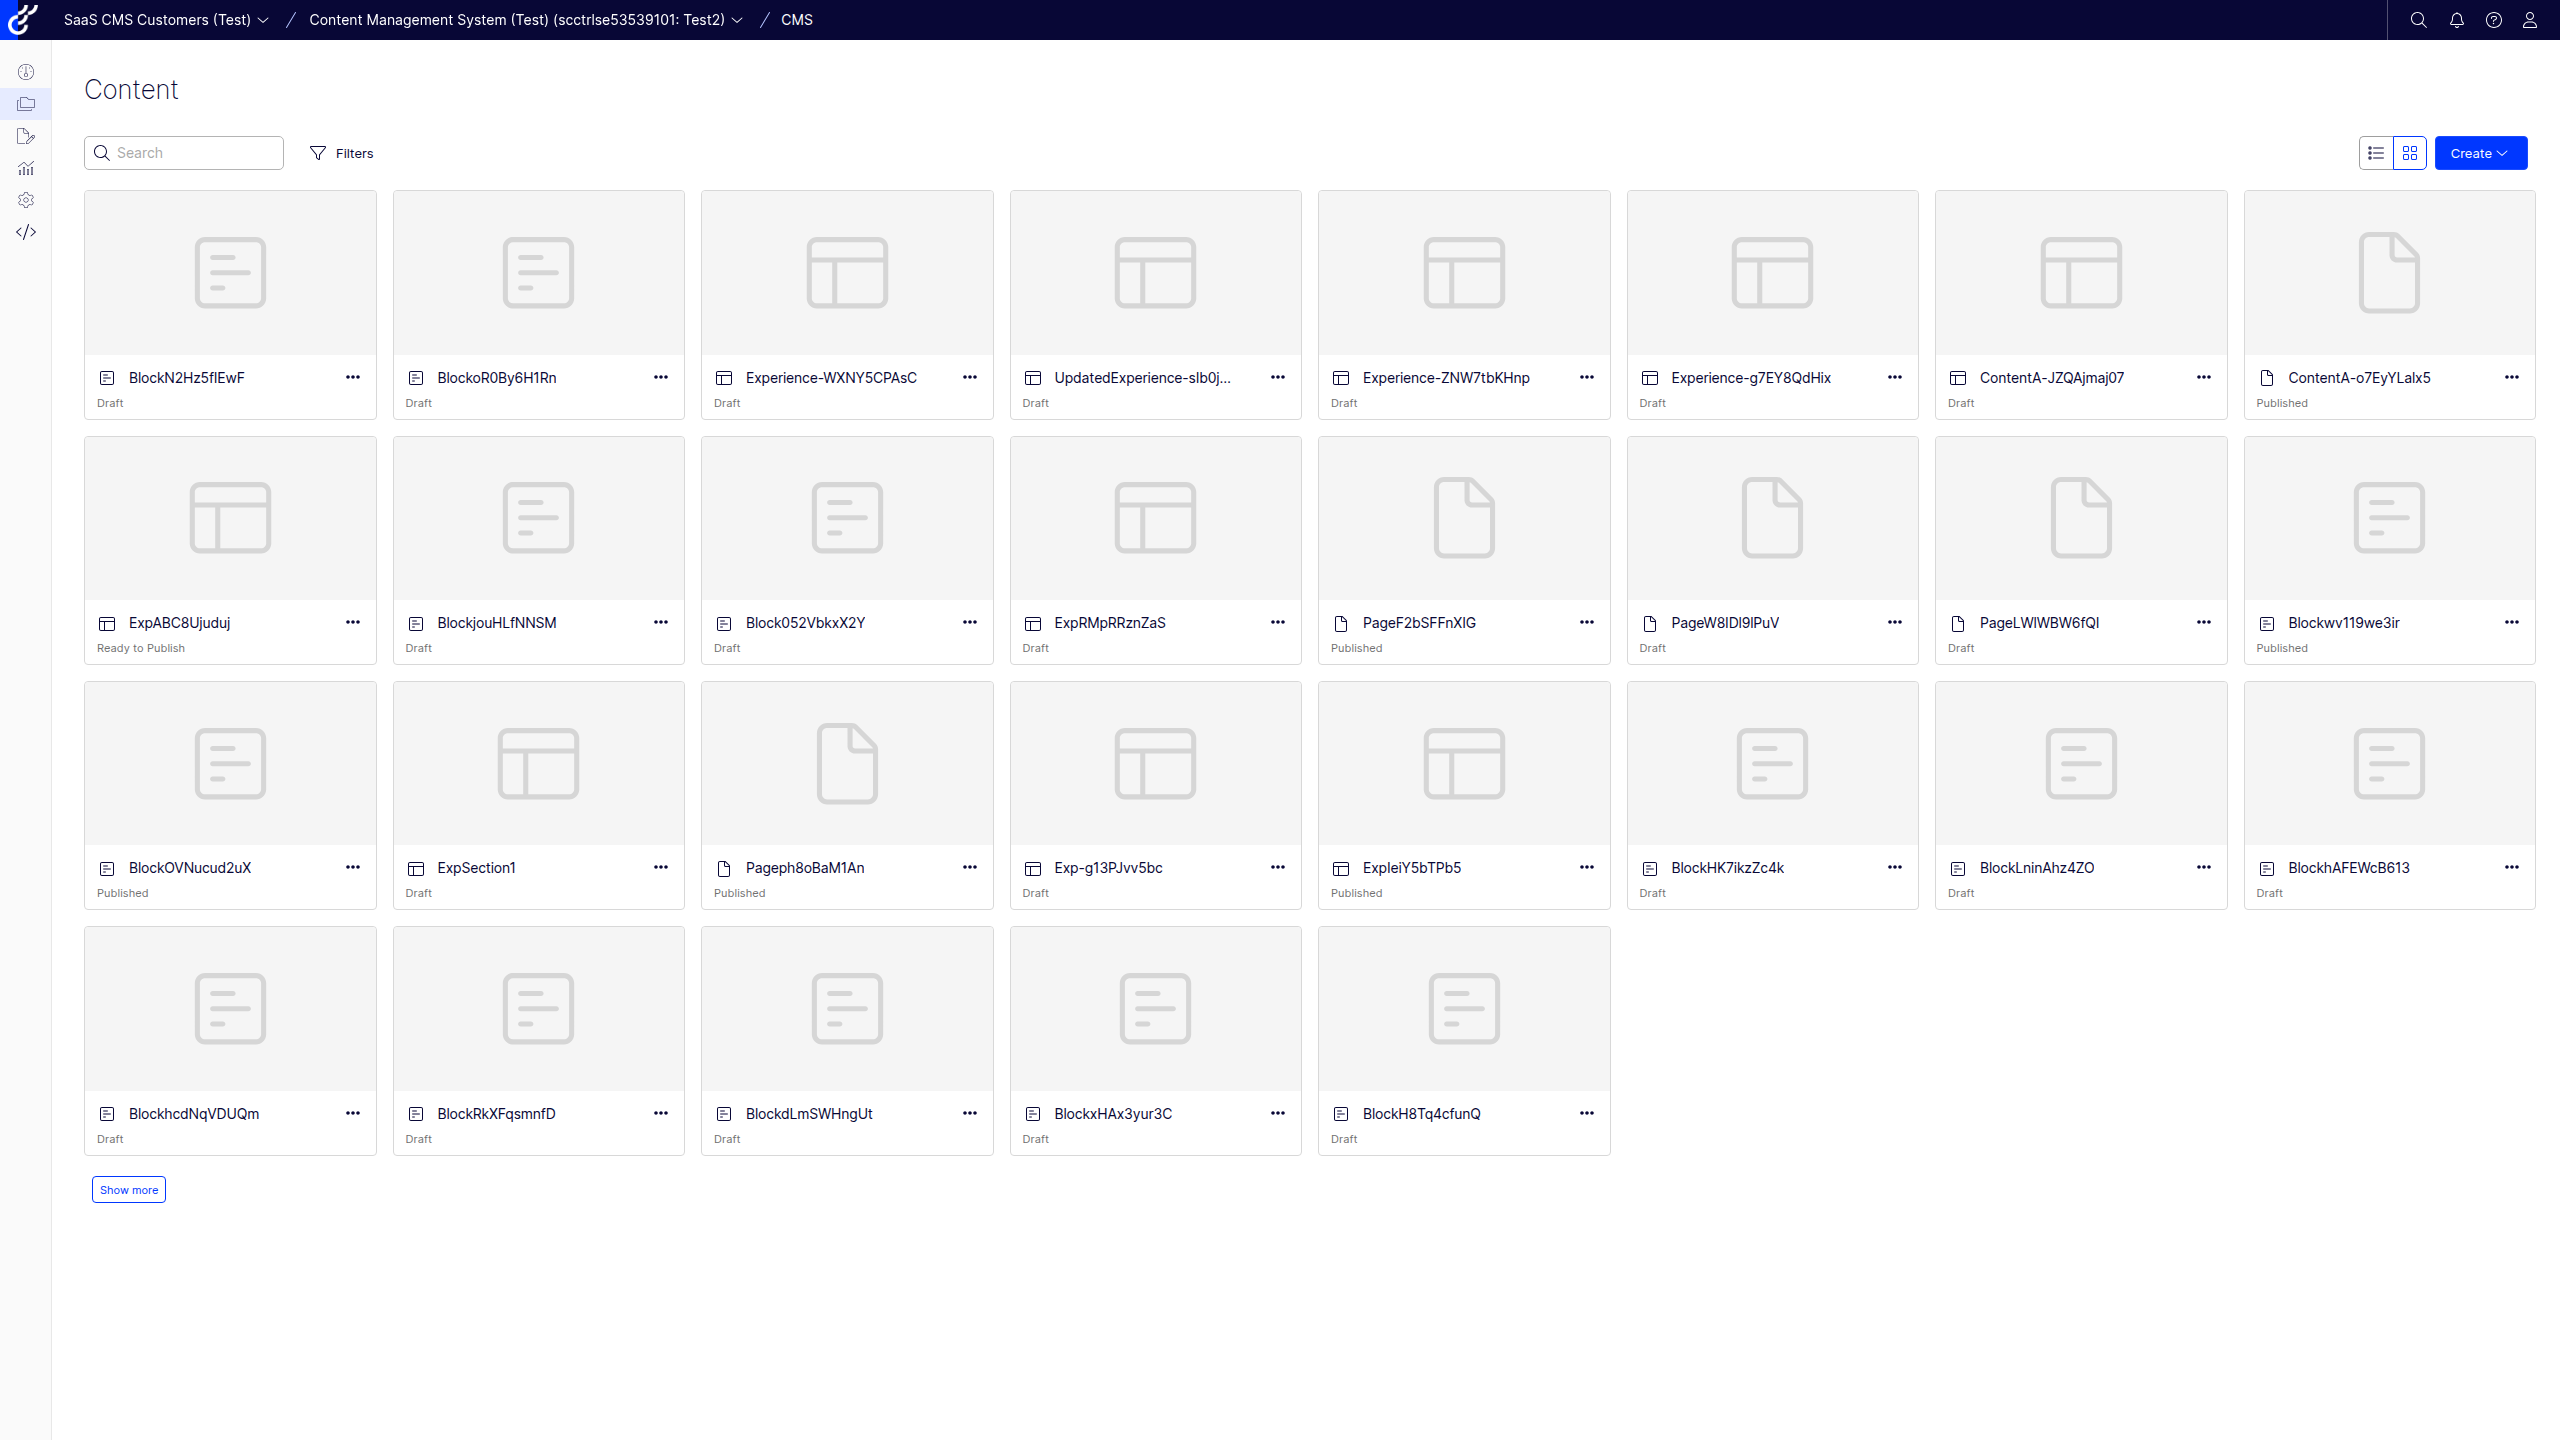 SaaS CMS Customers (Test) / Content Management System (Test) (scctrlse53539101: Test2) / CMS
Content
Search Filters Create
BlockN2Hz5flEwF BlockoR0By6H1Rn Experience-WXNY5CPAsC UpdatedExperience-slb0j... Experience-ZNW7tbKHnp Experience-g7EY8QdHix ContentA-JZQAjmaj07 ContentA-o7EyYLalx5
Draft Draft Draft Draft Draft Draft Draft Published
ExpABC8Ujuduj BlockjouHLfNNSM Block052VbkxX2Y ExpRMpRRznZaS PageF2bSFFnXIG PageW8IDI9IPuV PageLWIWBW6fQI Blockwv119we3ir
Ready to Publish Draft Draft Draft Published Draft Draft Published
BlockOVNucud2uX ExpSection1 Pageph8oBaM1An Exp-g13PJvv5bc ExpIeiY5bTPb5 BlockHK7ikzZc4k BlockLninAhz4ZO BlockhAFEWcB613
Published Draft Published Draft Published Draft Draft Draft
BlockhcdNqVDUQm BlockRkXFqsmnfD BlockdLmSWHngUt BlockxHAx3yur3C BlockH8Tq4cfunQ
Draft Draft Draft Draft Draft
Show more